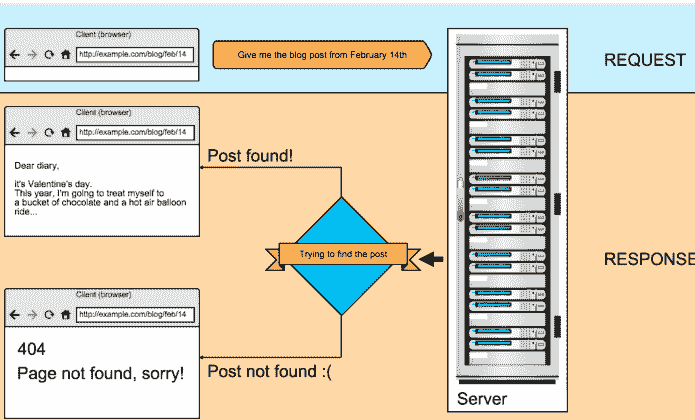 Client (browser)
http://example.com/blog/feb/14
Give me the blog post from February 14th
REQUEST
Client (browser)
http://example.com/blog/feb/14
Dear diary,
it's Valentine's day.
This year, I'm going to treat myself to
a bucket of chocolate and a hot air balloon
ride...
Post found!
Trying to find the post
RESPONSE
Client (browser)
http://example.com/blog/feb/14
404
Page not found, sorry!
Post not found :(
Server